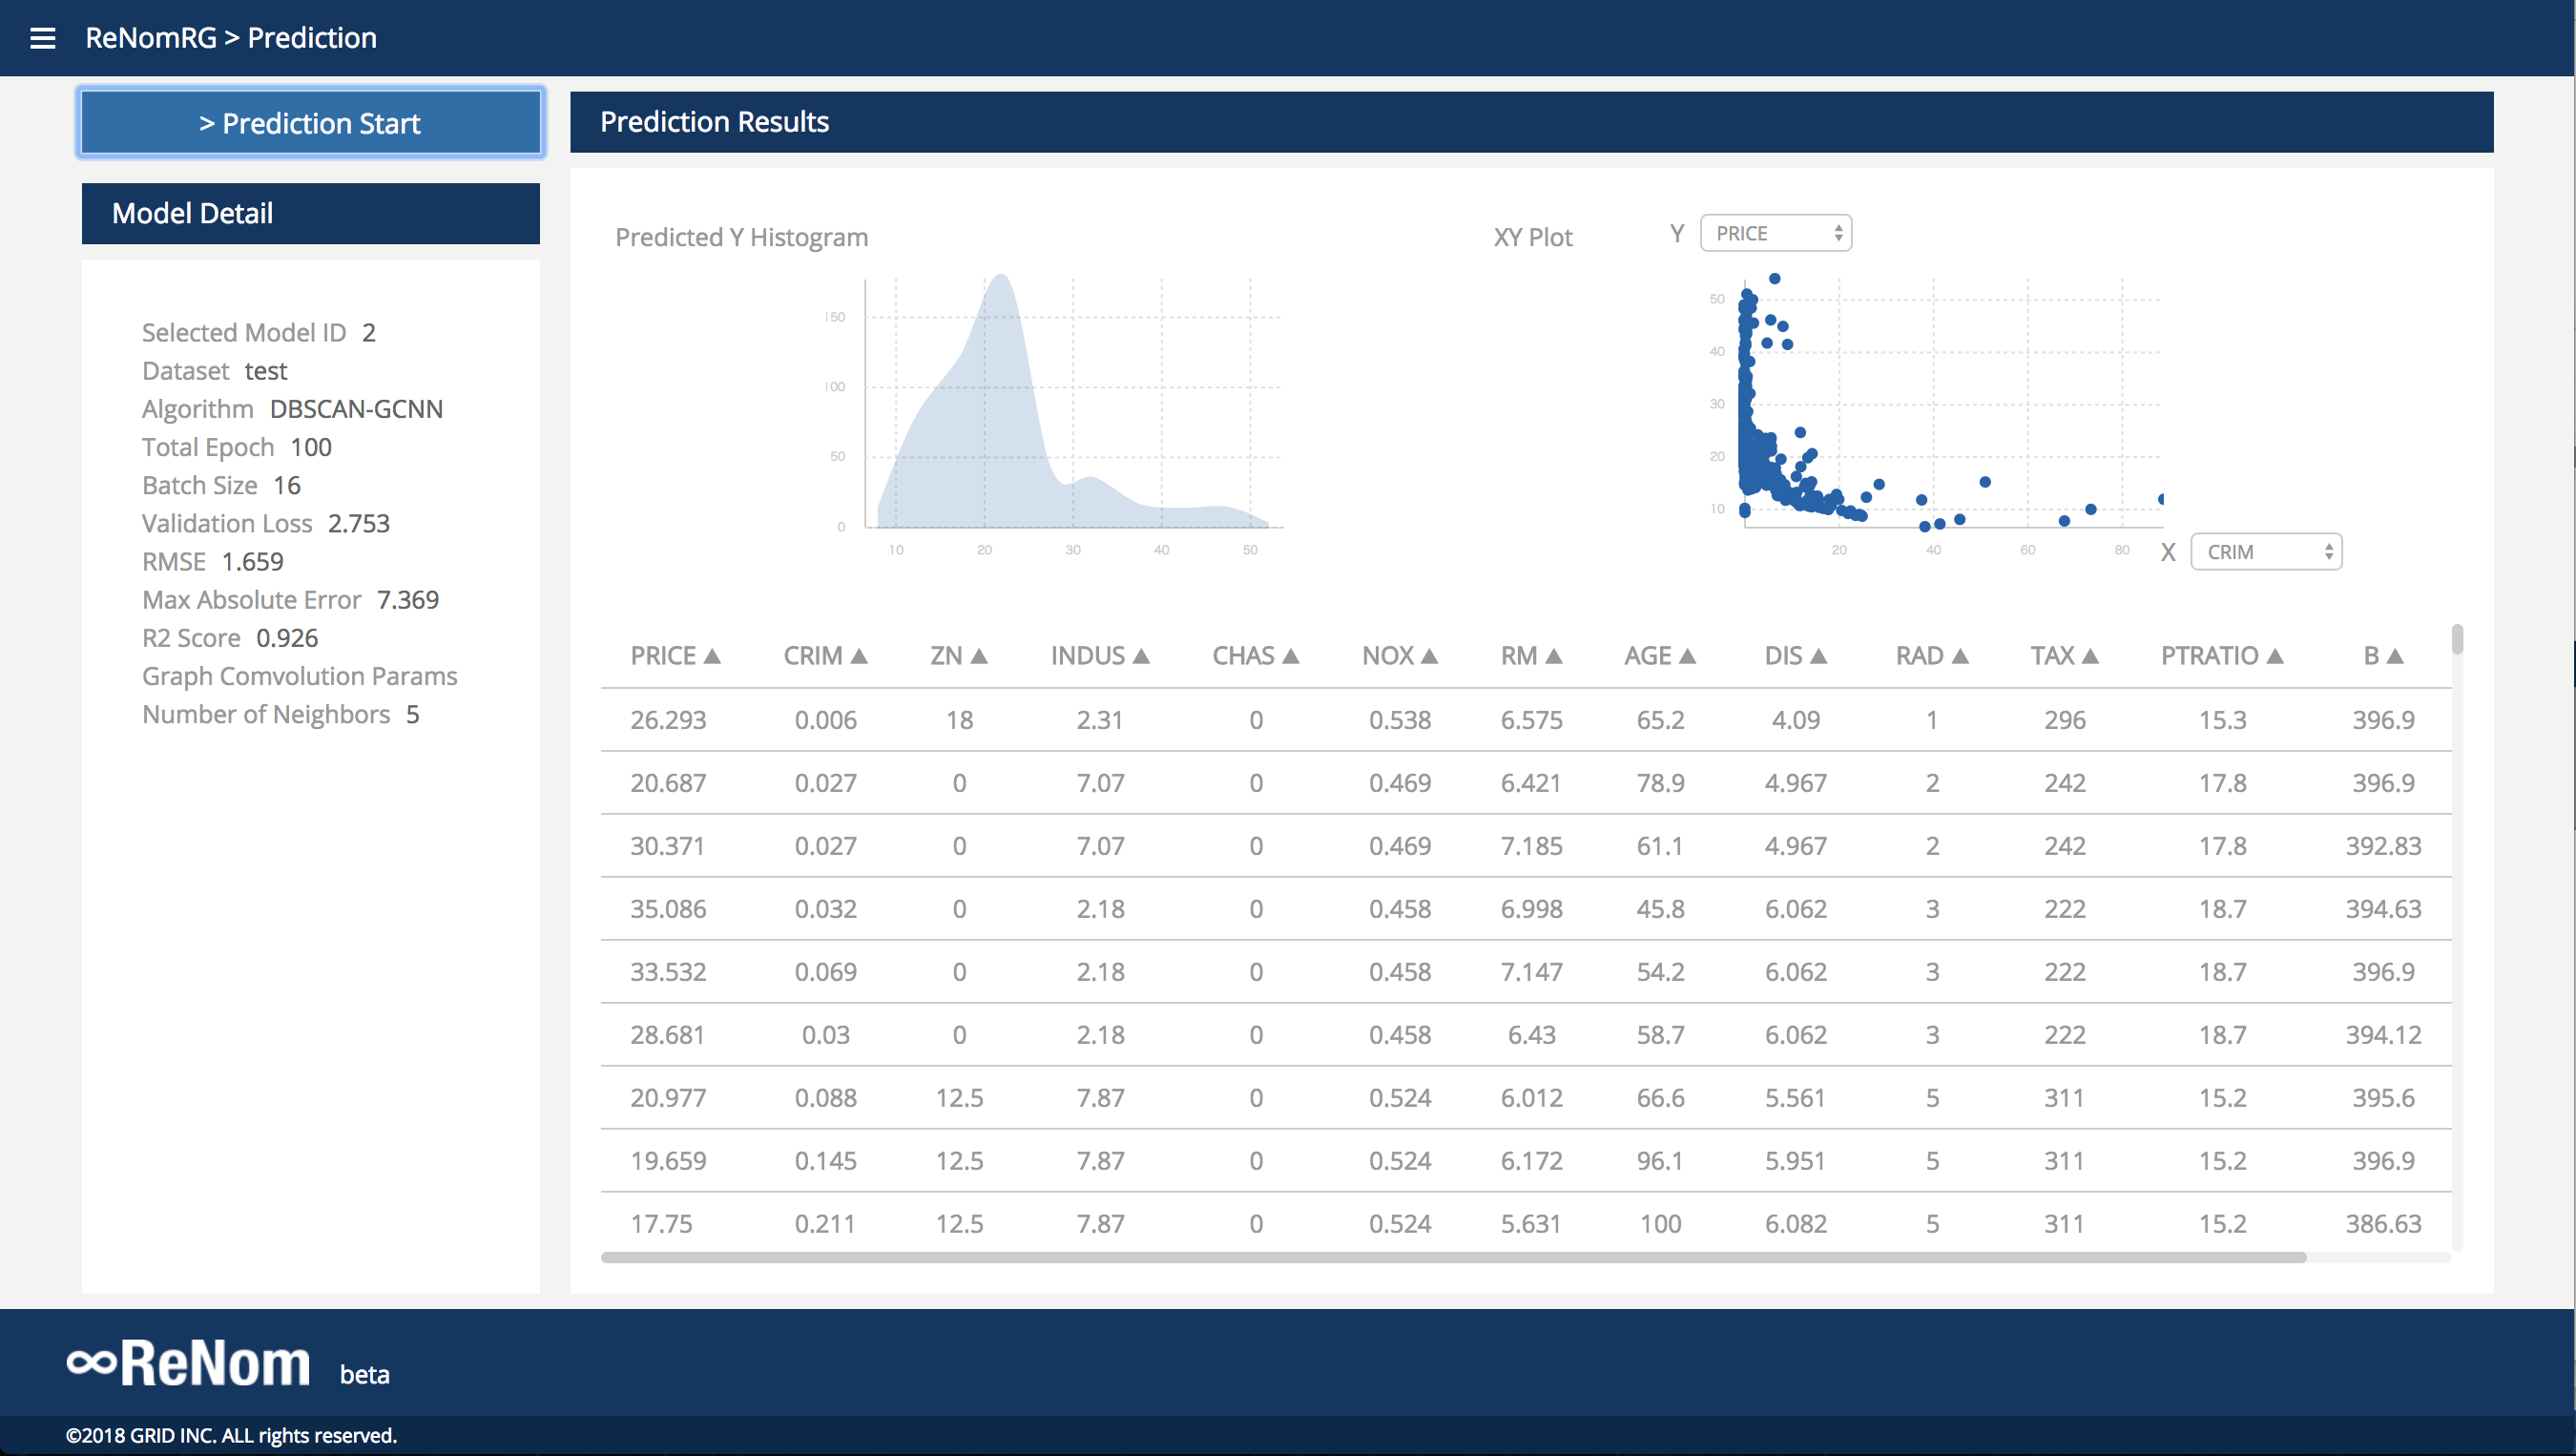 ReNomRG > Prediction
> Prediction Start
Model Detail
Selected Model ID 2
Dataset test
Algorithm DBSCAN-GCNN
Total Epoch 100
Batch Size 16
Validation Loss 2.753
RMSE 1.659
Max Absolute Error 7.369
R2 Score 0.926
Graph Comvolution Params
Number of Neighbors 5
Prediction Results
Predicted Y Histogram
150
100
50
0
10 20 30 40 50
XY Plot
Y PRICE
50
40
30
20
10
20 40 60 80
X CRIM
PRICE ▲ CRIM ▲ ZN ▲ INDUS ▲ CHAS ▲ NOX ▲ RM ▲ AGE ▲ DIS ▲ RAD ▲ TAX ▲ PTRATIO ▲ B ▲
26.293 0.006 18 2.31 0 0.538 6.575 65.2 4.09 1 296 15.3 396.9
20.687 0.027 0 7.07 0 0.469 6.421 78.9 4.967 2 242 17.8 396.9
30.371 0.027 0 7.07 0 0.469 7.185 61.1 4.967 2 242 17.8 392.83
35.086 0.032 0 2.18 0 0.458 6.998 45.8 6.062 3 222 18.7 394.63
33.532 0.069 0 2.18 0 0.458 7.147 54.2 6.062 3 222 18.7 396.9
28.681 0.03 0 2.18 0 0.458 6.43 58.7 6.062 3 222 18.7 394.12
20.977 0.088 12.5 7.87 0 0.524 6.012 66.6 5.561 5 311 15.2 395.6
19.659 0.145 12.5 7.87 0 0.524 6.172 96.1 5.951 5 311 15.2 396.9
17.75 0.211 12.5 7.87 0 0.524 5.631 100 6.082 5 311 15.2 386.63
∞ReNom beta
©2018 GRID INC. ALL rights reserved.